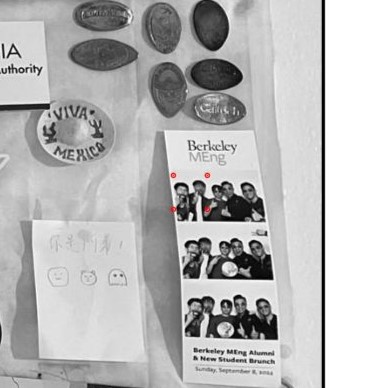 IA
uthority
VIVA
MEXICO
Berkeley
MEng
Berkeley MEng Alumni
& New Student Brunch
Sunday, September 8, 2024